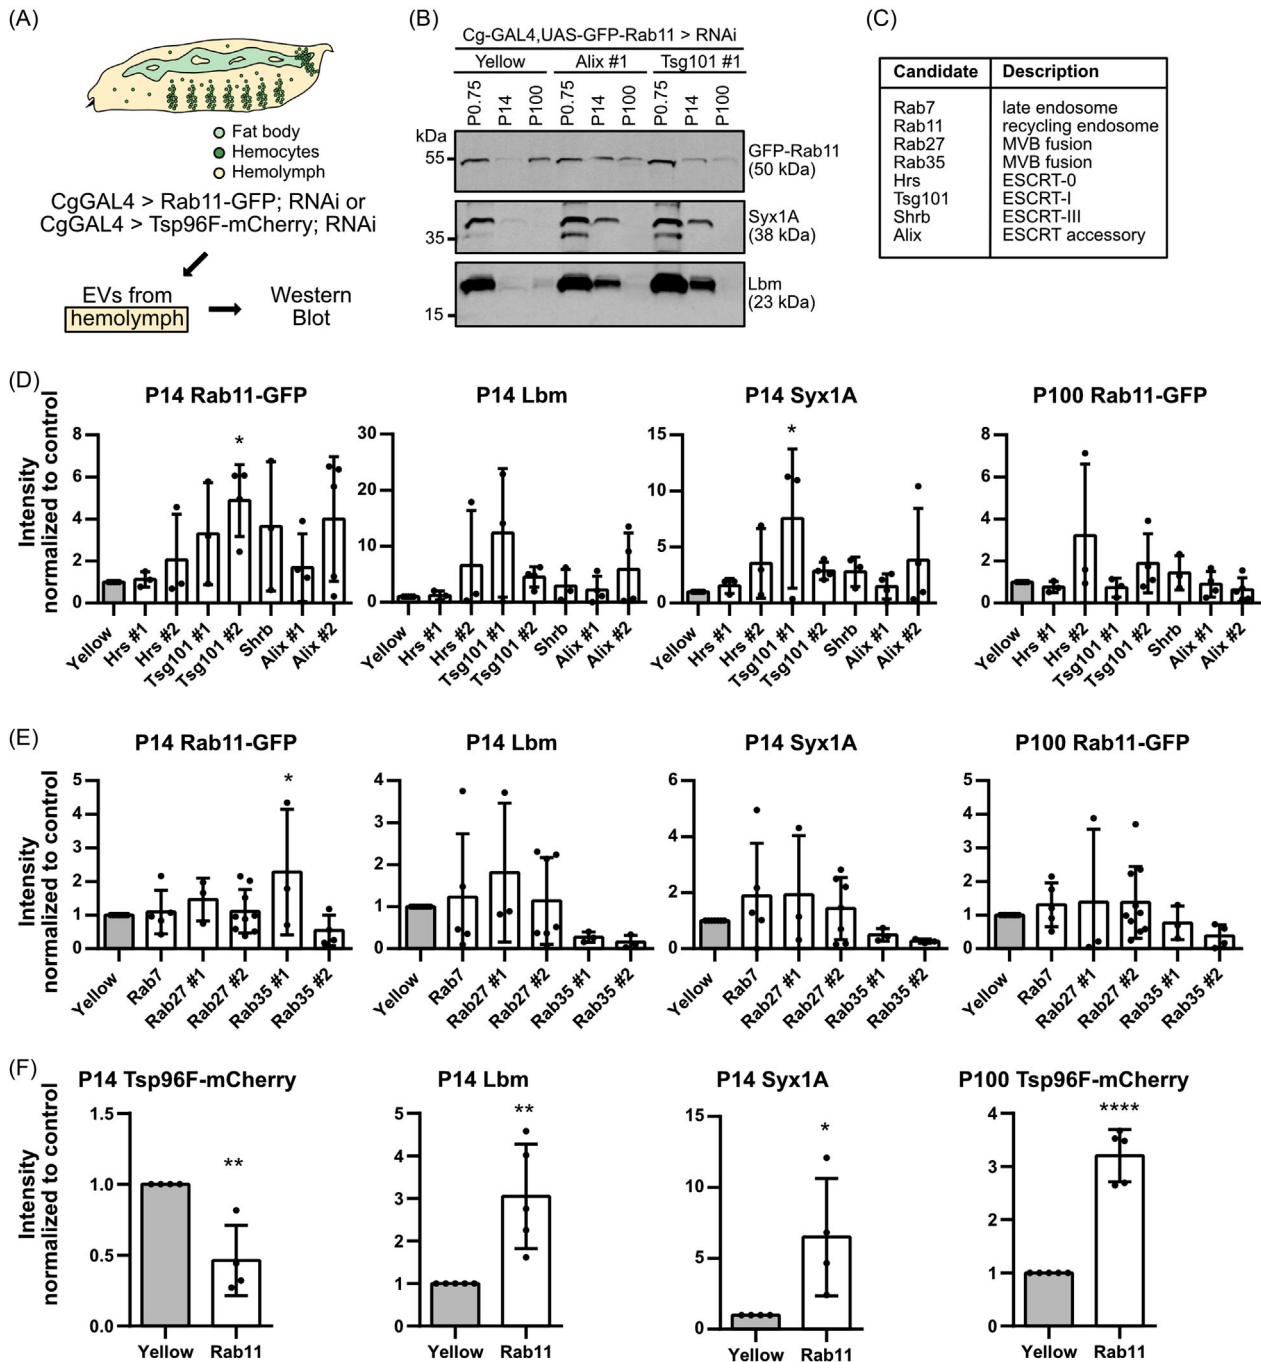 (A)
Fat body
Hemocytes
Hemolymph
CgGAL4 > Rab11-GFP; RNAi or
CgGAL4 > Tsp96F-mCherry; RNAi
EVs from
hemolymph
Western
Blot
(B)
Cg-GAL4,UAS-GFP-Rab11 > RNAi
Yellow Alix #1 Tsg101 #1
P0.75 P14 P100 P0.75 P14 P100 P0.75 P14 P100
kDa
55
GFP-Rab11
(50 kDa)
35
Syx1A
(38 kDa)
15
Lbm
(23 kDa)
(C)
Candidate Description
Rab7 late endosome
Rab11 recycling endosome
Rab27 MVB fusion
Rab35 MVB fusion
Hrs ESCRT-0
Tsg101 ESCRT-I
Shrb ESCRT-III
Alix ESCRT accessory
(D)
Intensity
normalized to control
P14 Rab11-GFP
8
6
4
2
0
*
Yellow Hrs #1 Hrs #2 Tsg101 #1 Tsg101 #2 Shrb Alix #1 Alix #2
P14 Lbm
30
20
10
0
Yellow Hrs #1 Hrs #2 Tsg101 #1 Tsg101 #2 Shrb Alix #1 Alix #2
P14 Syx1A
15
10
5
0
*
Yellow Hrs #1 Hrs #2 Tsg101 #1 Tsg101 #2 Shrb Alix #1 Alix #2
P100 Rab11-GFP
8
6
4
2
0
Yellow Hrs #1 Hrs #2 Tsg101 #1 Tsg101 #2 Shrb Alix #1 Alix #2
(E)
Intensity
normalized to control
P14 Rab11-GFP
5
4
3
2
1
0
*
Yellow Rab7 Rab27 #1 Rab27 #2 Rab35 #1 Rab35 #2
P14 Lbm
4
3
2
1
0
Yellow Rab7 Rab27 #1 Rab27 #2 Rab35 #1 Rab35 #2
P14 Syx1A
6
4
2
0
Yellow Rab7 Rab27 #1 Rab27 #2 Rab35 #1 Rab35 #2
P100 Rab11-GFP
5
4
3
2
1
0
Yellow Rab7 Rab27 #1 Rab27 #2 Rab35 #1 Rab35 #2
(F)
Intensity
normalized to control
P14 Tsp96F-mCherry
1.5
1.0
0.5
0.0
**
Yellow Rab11
P14 Lbm
5
4
3
2
1
0
**
Yellow Rab11
P14 Syx1A
15
10
5
0
*
Yellow Rab11
P100 Tsp96F-mCherry
4
3
2
1
0
****
Yellow Rab11